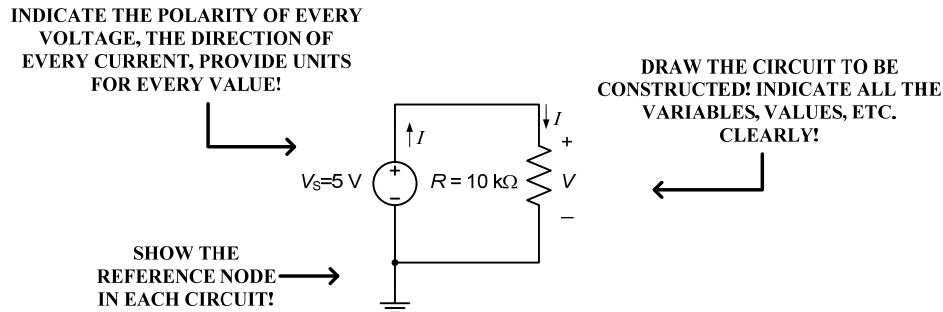 INDICATE THE POLARITY OF EVERY
VOLTAGE, THE DIRECTION OF
EVERY CURRENT, PROVIDE UNITS
FOR EVERY VALUE!
DRAW THE CIRCUIT TO BE
CONSTRUCTED! INDICATE ALL THE
VARIABLES, VALUES, ETC.
CLEARLY!
I
I
+
+
V_S=5 V
R = 10 kΩ
V
–
–
SHOW THE
REFERENCE NODE
IN EACH CIRCUIT!